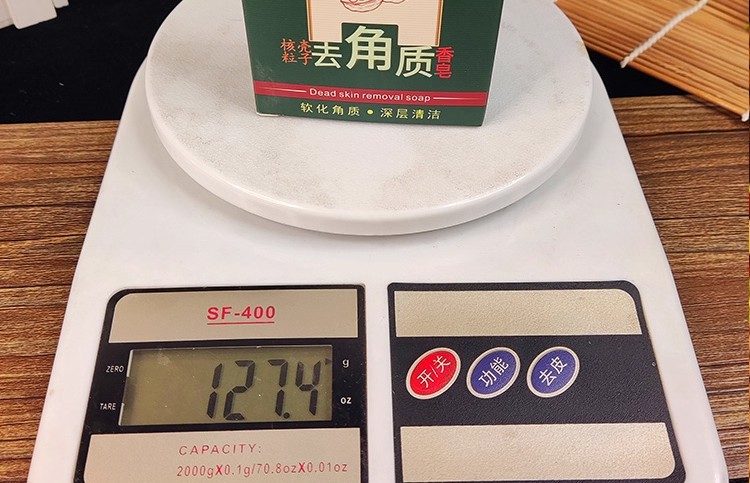 核壳
粒子
去角质
香皂
Dead skin removal soap
软化角质 • 深层清洁
SF-400
ZERO
TARE
127.4
g
oz
开/关
功能
去皮
CAPACITY:
2000gX0.1g/70.8ozX0.01oz